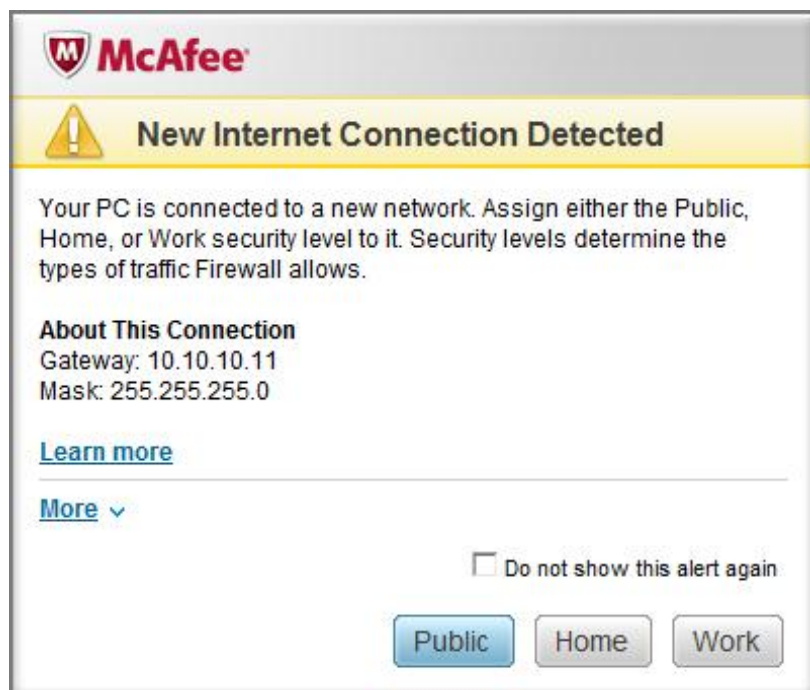 McAfee
New Internet Connection Detected
Your PC is connected to a new network. Assign either the Public,
Home, or Work security level to it. Security levels determine the
types of traffic Firewall allows.
About This Connection
Gateway: 10.10.10.11
Mask: 255.255.255.0
Learn more
More
Do not show this alert again
Public Home Work